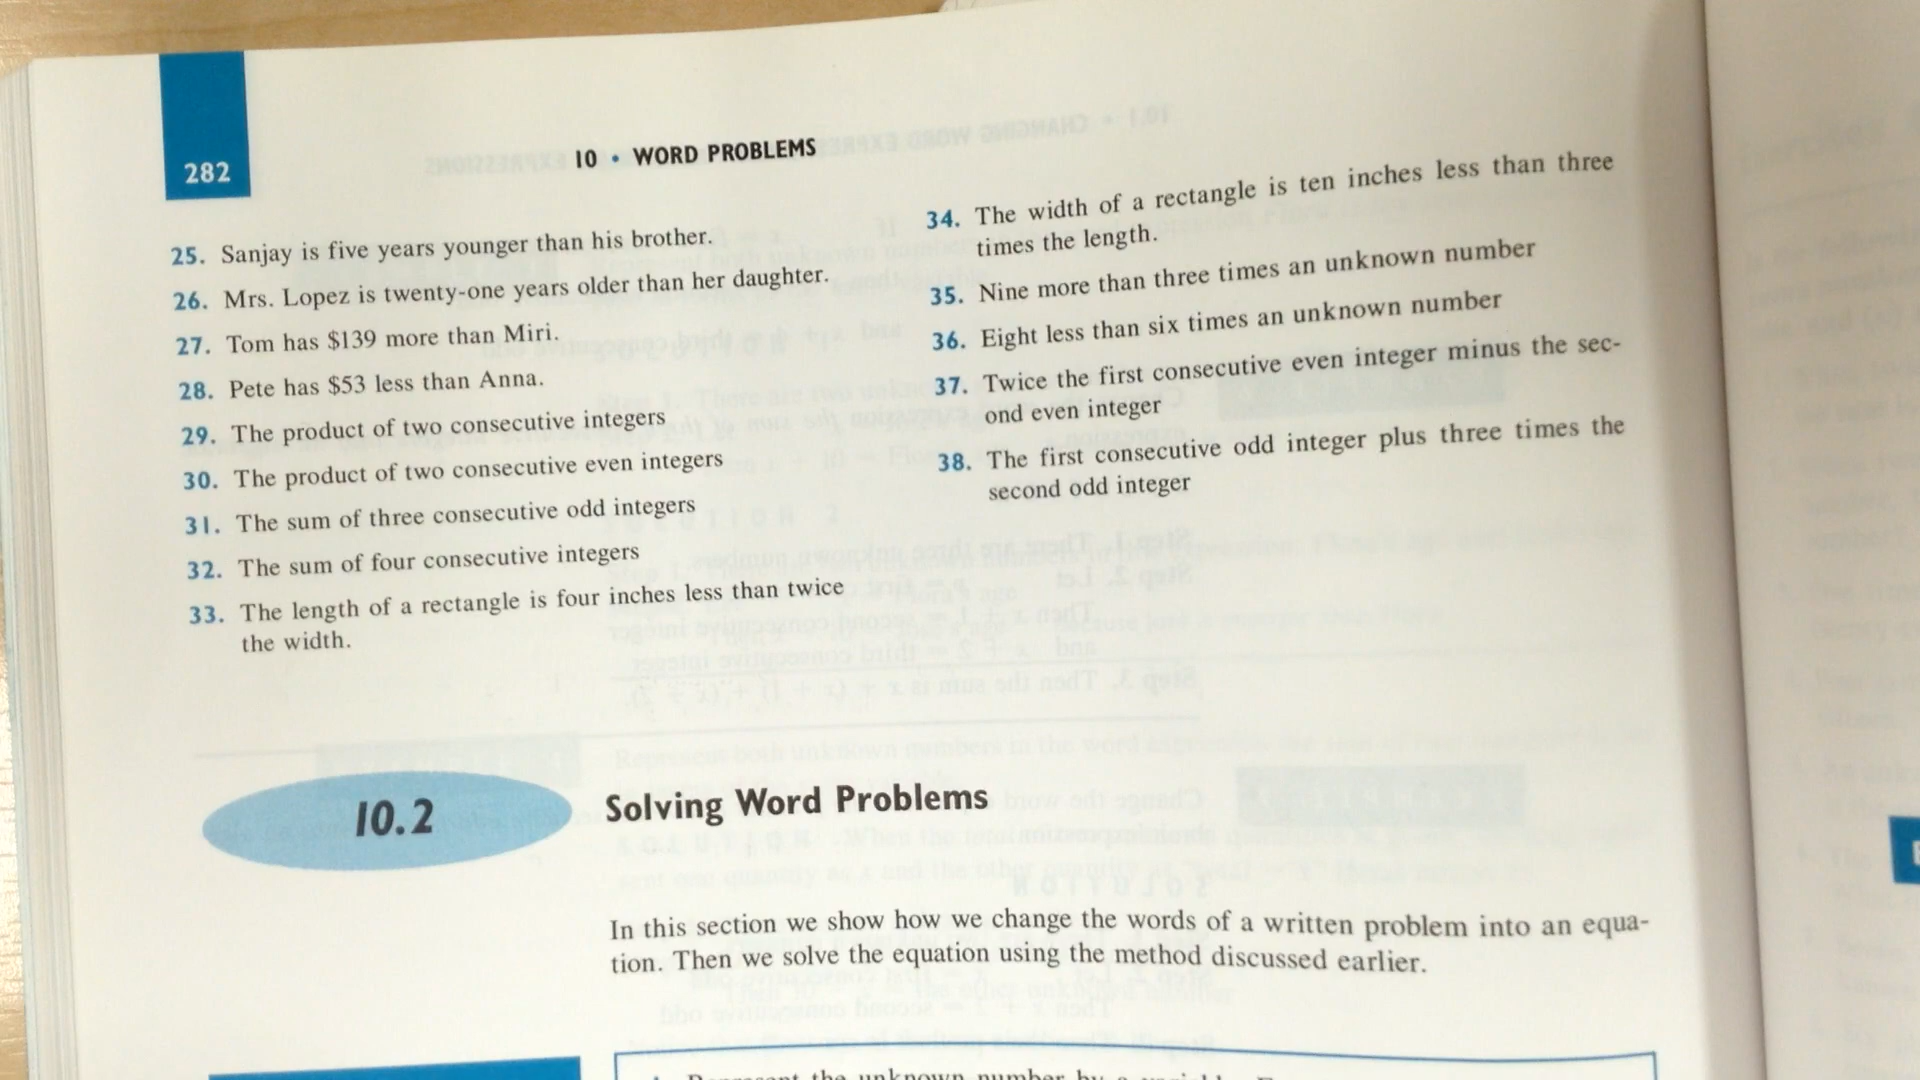 282
10 • WORD PROBLEMS
25. Sanjay is five years younger than his brother.
26. Mrs. Lopez is twenty-one years older than her daughter.
27. Tom has $139 more than Miri.
28. Pete has $53 less than Anna.
29. The product of two consecutive integers
30. The product of two consecutive even integers
31. The sum of three consecutive odd integers
32. The sum of four consecutive integers
33. The length of a rectangle is four inches less than twice
the width.
34. The width of a rectangle is ten inches less than three
times the length.
35. Nine more than three times an unknown number
36. Eight less than six times an unknown number
37. Twice the first consecutive even integer minus the sec-
ond even integer
38. The first consecutive odd integer plus three times the
second odd integer
10.2
Solving Word Problems
In this section we show how we change the words of a written problem into an equa-
tion. Then we solve the equation using the method discussed earlier.
the unknown number by a